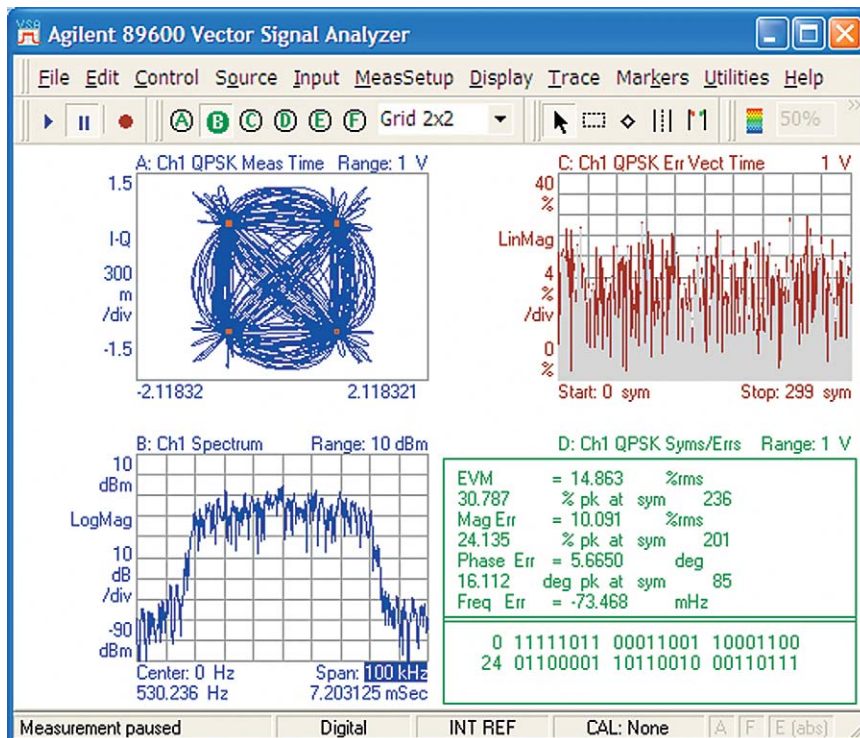 VSA
Agilent 89600 Vector Signal Analyzer
File Edit Control Source Input MeasSetup Display Trace Markers Utilities Help
A B C D E F Grid 2x2 50%
A: Ch1 QPSK Meas Time Range: 1 V
1.5
I-Q
300
m
/div
-1.5
-2.11832 2.118321
C: Ch1 QPSK Err Vect Time 1 V
40
%
LinMag
4
%
/div
0
%
Start: 0 sym Stop: 299 sym
B: Ch1 Spectrum Range: 10 dBm
10
dBm
LogMag
10
dB
/div
-90
dBm
Center: 0 Hz Span: 100 kHz
530.236 Hz 7.203125 mSec
D: Ch1 QPSK Syms/Errs Range: 1 V
EVM = 14.863 %rms
30.787 % pk at sym 236
Mag Err = 10.091 %rms
24.135 % pk at sym 201
Phase Err = 5.6650 deg
16.112 deg pk at sym 85
Freq Err = -73.468 mHz
0 11111011 00011001 10001100
24 01100001 10110010 00110111
Measurement paused Digital INT REF CAL: None A F E (abs)